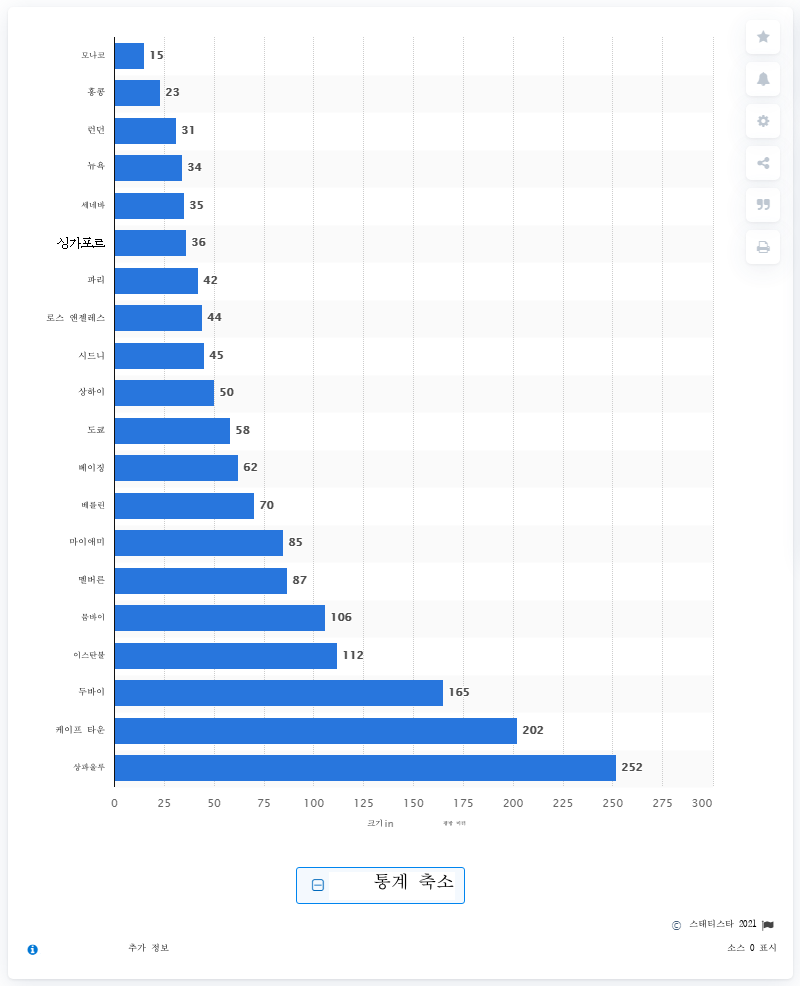 모나코 15
홍콩 23
런던 31
뉴욕 34
제네바 35
싱가포르 36
파리 42
로스 앤젤레스 44
시드니 45
상하이 50
도쿄 58
베이징 62
베를린 70
마이애미 85
멜버른 87
뭄바이 106
이스탄불 112
두바이 165
케이프 타운 202
상파울루 252
0 25 50 75 100 125 150 175 200 225 250 275 300
크기in
통계 축소
© 스태티스타 2021
추가 정보
소스 0 표시